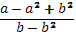 a − a² + b²
b − b²